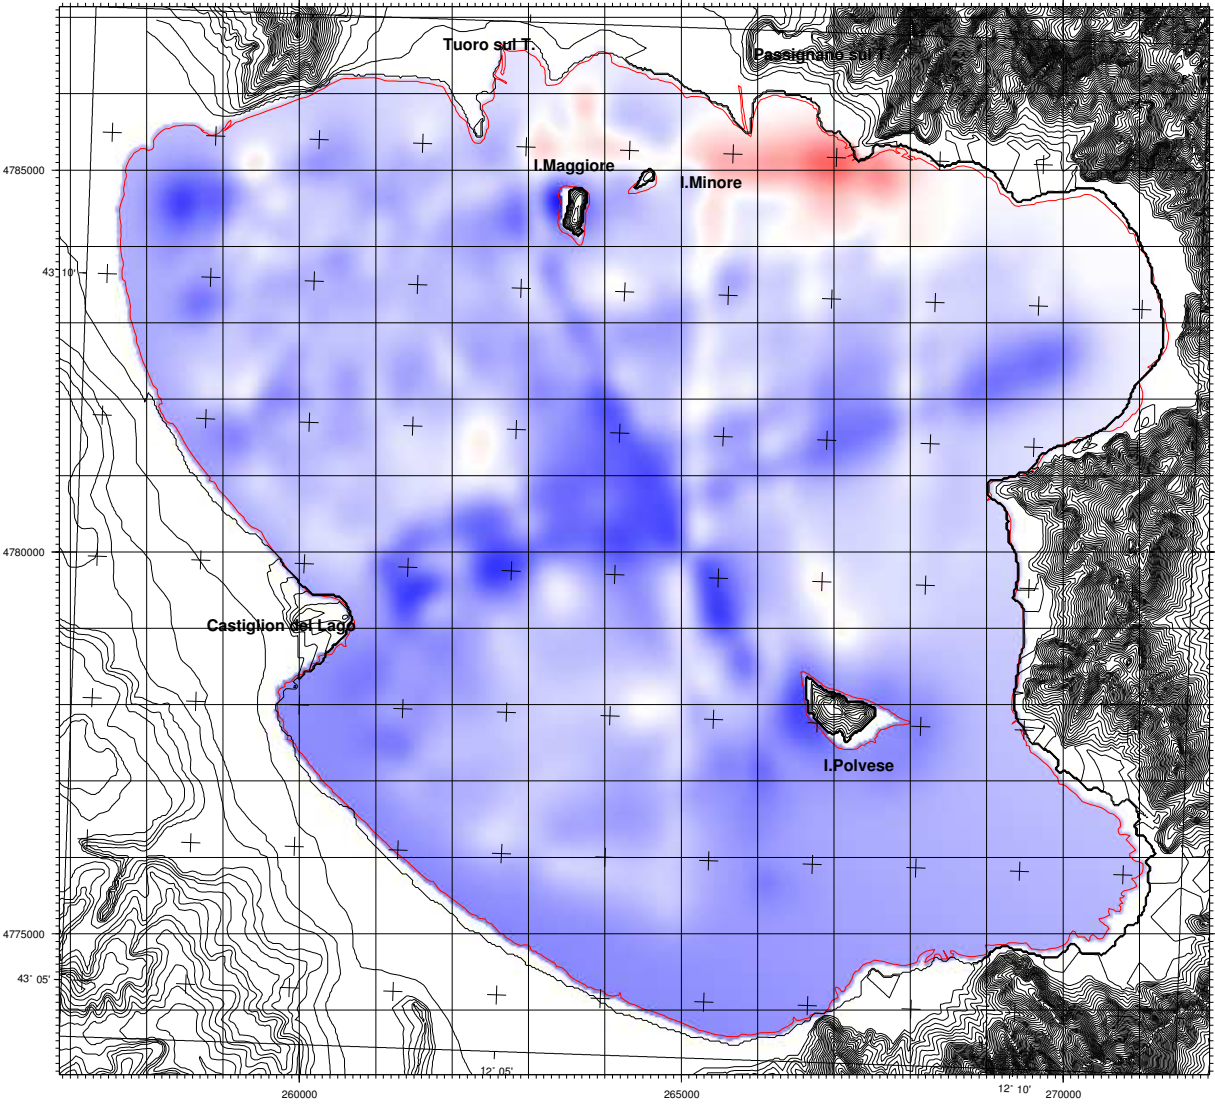 Tuoro sul T.
Passignano sul T.
4785000
I.Maggiore
I.Minore
43° 10'
4780000
Castiglion del Lago
I.Polvese
4775000
43° 05'
12° 05'
12° 10'
260000
265000
270000